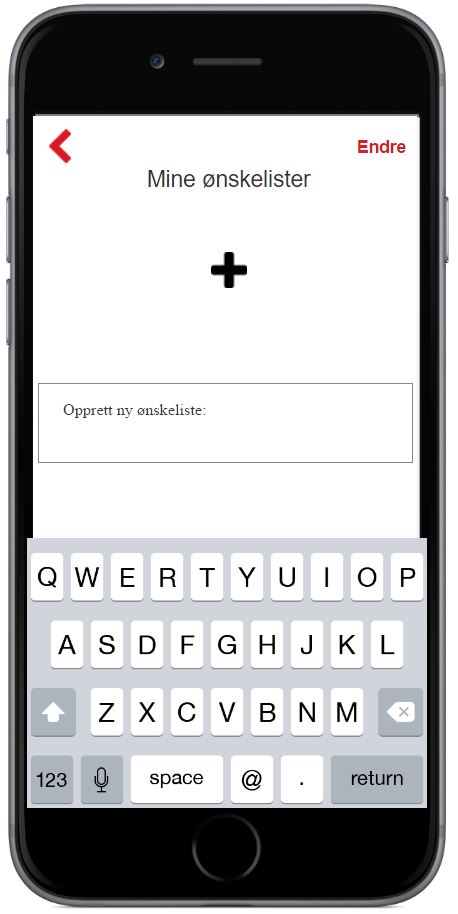 Endre
Mine ønskelister
Opprett ny ønskeliste:
Q W E R T Y U I O P
A S D F G H J K L
Z X C V B N M
123 space @ . return